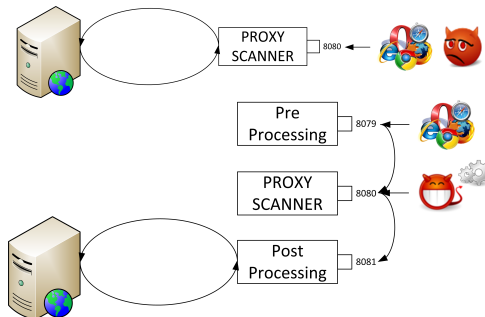 PROXY
SCANNER
8080
Pre
Processing
8079
PROXY
SCANNER
8080
Post
Processing
8081